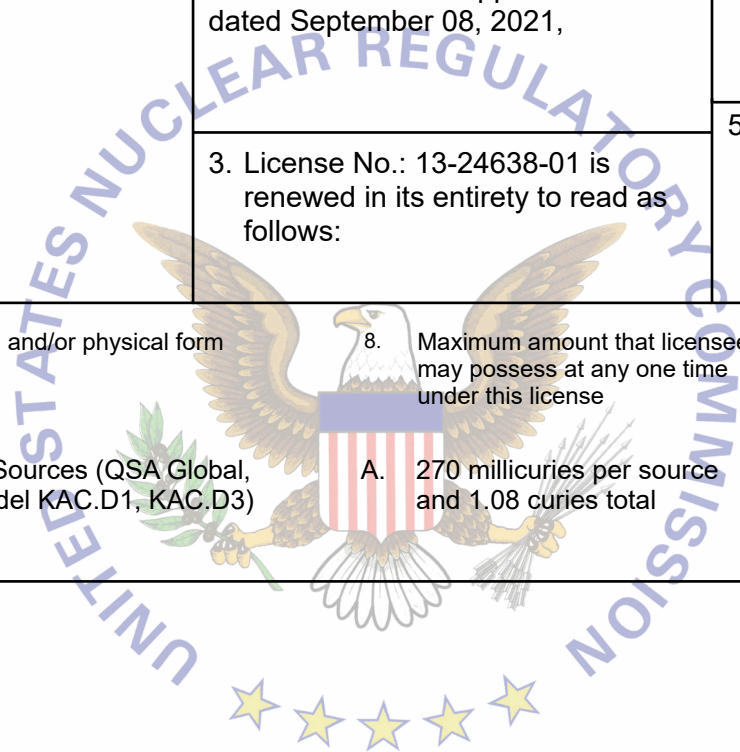 dated September 08, 2021,
5
3. License No.: 13-24638-01 is
renewed in its entirety to read as
follows:
and/or physical form
8. Maximum amount that licensee
may possess at any one time
under this license
Sources (QSA Global,
del KAC.D1, KAC.D3)
A. 270 millicuries per source
and 1.08 curies total
UNITED STATES NUCLEAR REGULATORY COMMISSION